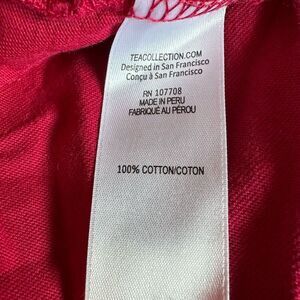 TEACOLLECTION.COM
Designed in San Francisco
Conçu à San Francisco
RN 107708
MADE IN PERU
FABRIQUÉ AU PÉROU
100% COTTON/COTON